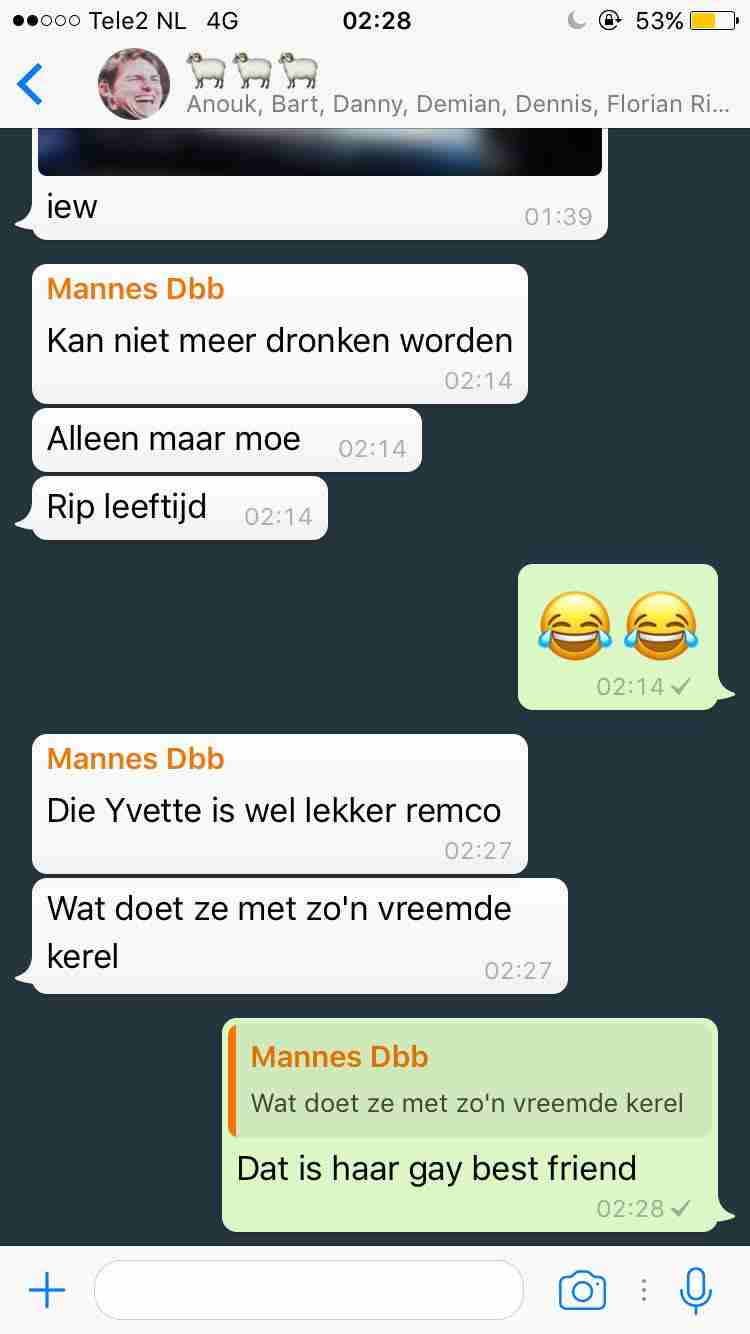 Tele2 NL 4G 02:28 53%
🐏🐏🐏
Anouk, Bart, Danny, Demian, Dennis, Florian Ri...
iew
01:39
Mannes Dbb
Kan niet meer dronken worden
02:14
Alleen maar moe 02:14
Rip leeftijd 02:14
😂😂
02:14
Mannes Dbb
Die Yvette is wel lekker remco
02:27
Wat doet ze met zo'n vreemde
kerel
02:27
Mannes Dbb
Wat doet ze met zo'n vreemde kerel
Dat is haar gay best friend
02:28